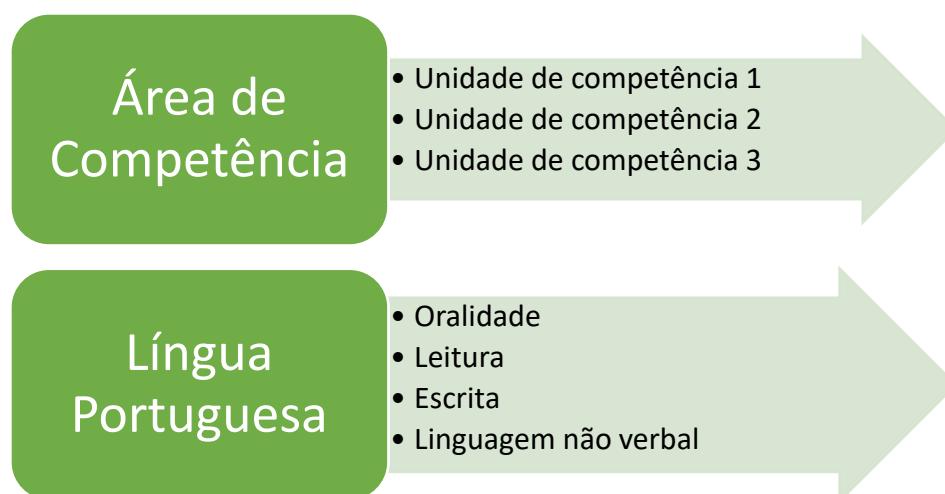 Área de
Competência
• Unidade de competência 1
• Unidade de competência 2
• Unidade de competência 3
Língua
Portuguesa
• Oralidade
• Leitura
• Escrita
• Linguagem não verbal